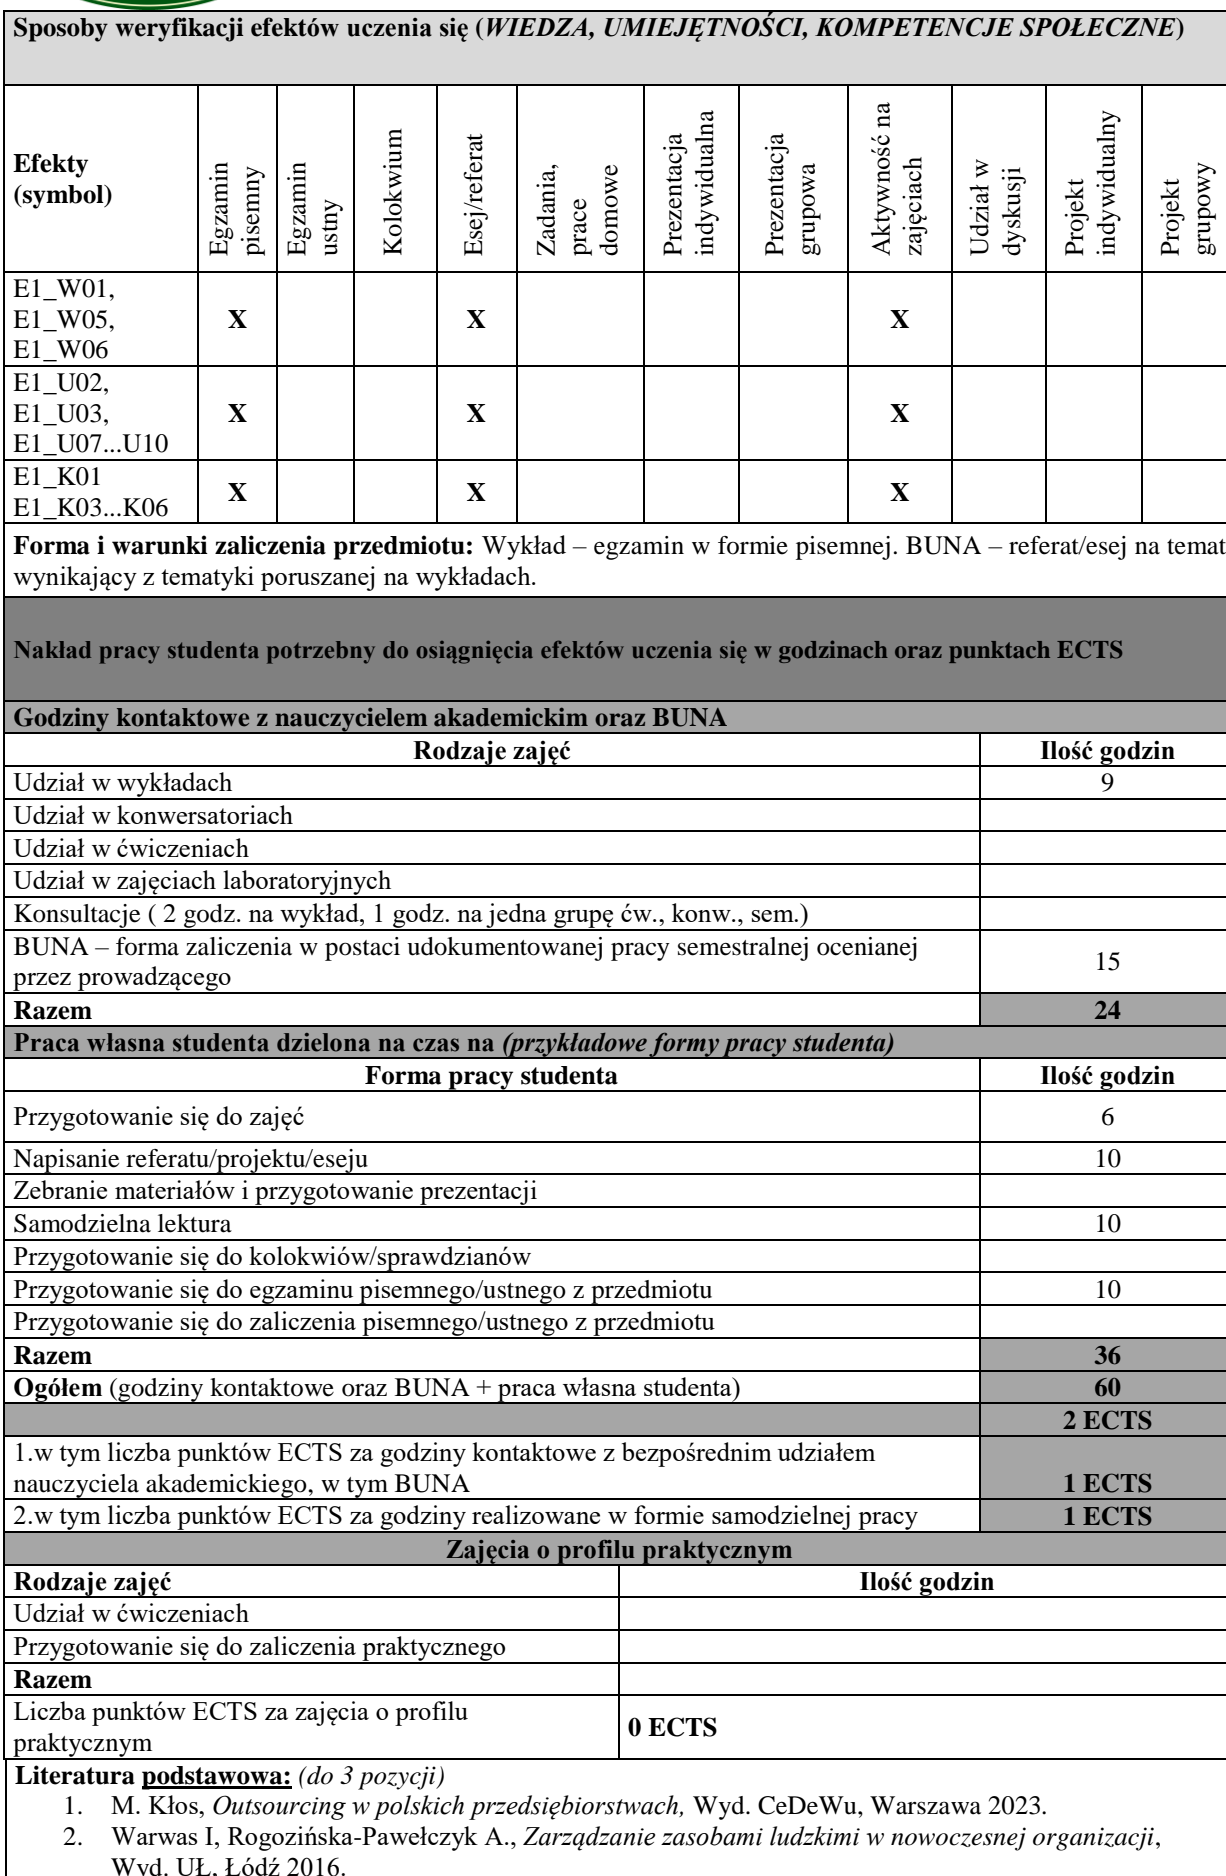 Sposoby weryfikacji efektów uczenia się (WIEDZA, UMIEJĘTNOŚCI, KOMPETENCJE SPOŁECZNE)
Efekty
(symbol)
Egzamin
pisemny
Egzamin
ustny
Kolokwium
Esej/referat
Zadania,
prace
domowe
Prezentacja
indywidualna
Prezentacja
grupowa
Aktywność na
zajęciach
Udział w
dyskusji
Projekt
indywidualny
Projekt
grupowy
E1_W01,
E1_W05,
E1_W06
X X X
E1_U02,
E1_U03,
E1_U07...U10
X X X
E1_K01
E1_K03...K06
X X X
Forma i warunki zaliczenia przedmiotu: Wykład – egzamin w formie pisemnej. BUNA – referat/esej na temat
wynikający z tematyki poruszanej na wykładach.
Nakład pracy studenta potrzebny do osiągnięcia efektów uczenia się w godzinach oraz punktach ECTS
Godziny kontaktowe z nauczycielem akademickim oraz BUNA
Rodzaje zajęć Ilość godzin
Udział w wykładach 9
Udział w konwersatoriach
Udział w ćwiczeniach
Udział w zajęciach laboratoryjnych
Konsultacje ( 2 godz. na wykład, 1 godz. na jedna grupę ćw., konw., sem.)
BUNA – forma zaliczenia w postaci udokumentowanej pracy semestralnej ocenianej
przez prowadzącego
15
Razem 24
Praca własna studenta dzielona na czas na (przykładowe formy pracy studenta)
Forma pracy studenta Ilość godzin
Przygotowanie się do zajęć 6
Napisanie referatu/projektu/eseju 10
Zebranie materiałów i przygotowanie prezentacji
Samodzielna lektura 10
Przygotowanie się do kolokwiów/sprawdzianów
Przygotowanie się do egzaminu pisemnego/ustnego z przedmiotu 10
Przygotowanie się do zaliczenia pisemnego/ustnego z przedmiotu
Razem 36
Ogółem (godziny kontaktowe oraz BUNA + praca własna studenta) 60
2 ECTS
1.w tym liczba punktów ECTS za godziny kontaktowe z bezpośrednim udziałem
nauczyciela akademickiego, w tym BUNA 1 ECTS
2.w tym liczba punktów ECTS za godziny realizowane w formie samodzielnej pracy 1 ECTS
Zajęcia o profilu praktycznym
Rodzaje zajęć Ilość godzin
Udział w ćwiczeniach
Przygotowanie się do zaliczenia praktycznego
Razem
Liczba punktów ECTS za zajęcia o profilu
praktycznym
0 ECTS
Literatura podstawowa: (do 3 pozycji)
1. M. Kłos, Outsourcing w polskich przedsiębiorstwach, Wyd. CeDeWu, Warszawa 2023.
2. Warwas I, Rogozińska-Pawełczyk A., Zarządzanie zasobami ludzkimi w nowoczesnej organizacji,
Wyd. UŁ, Łódź 2016.